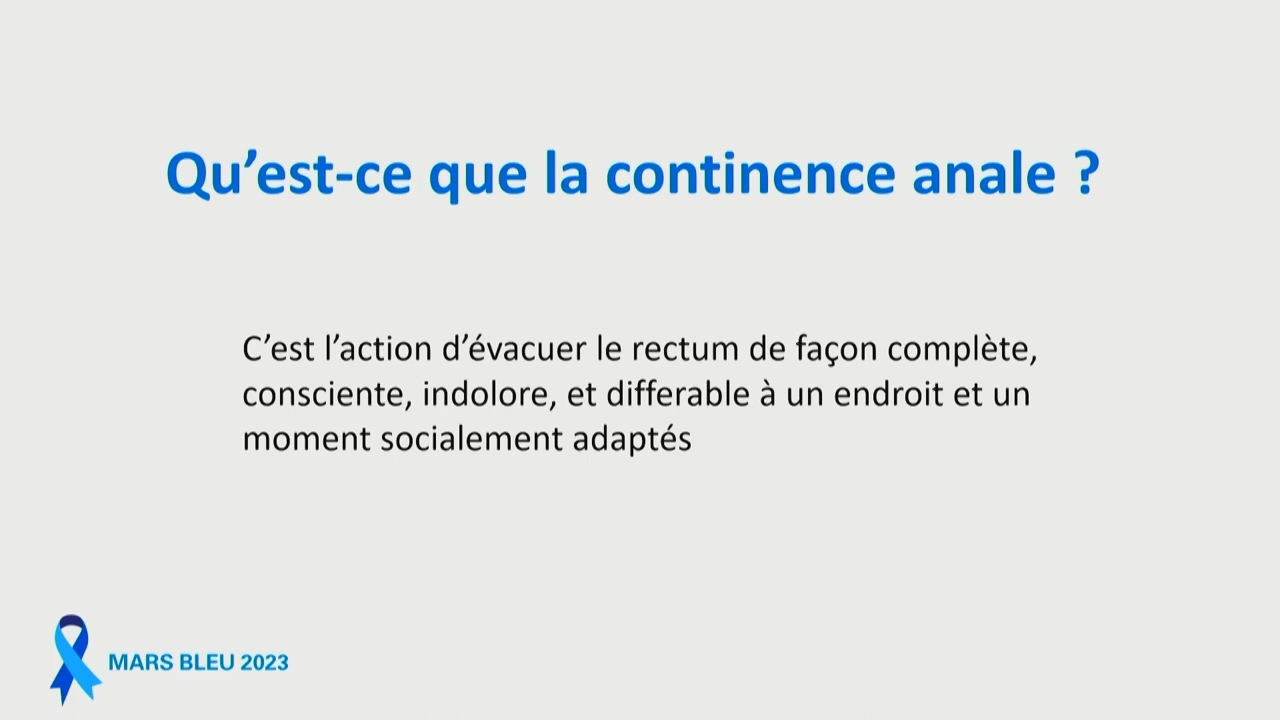 Qu’est-ce que la continence anale ?
C’est l’action d’évacuer le rectum de façon complète,
consciente, indolore, et differable à un endroit et un
moment socialement adaptés
MARS BLEU 2023